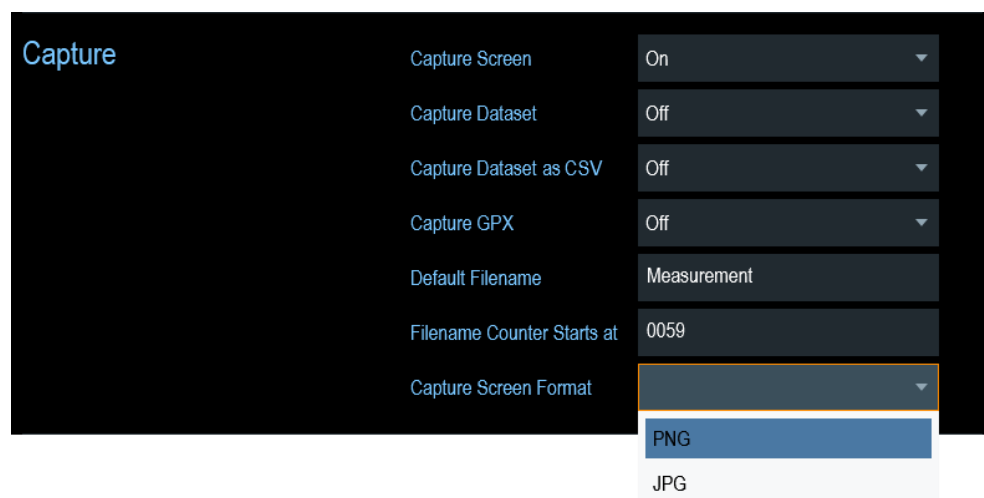 Capture
Capture Screen On
Capture Dataset Off
Capture Dataset as CSV Off
Capture GPX Off
Default Filename Measurement
Filename Counter Starts at 0059
Capture Screen Format
PNG
JPG